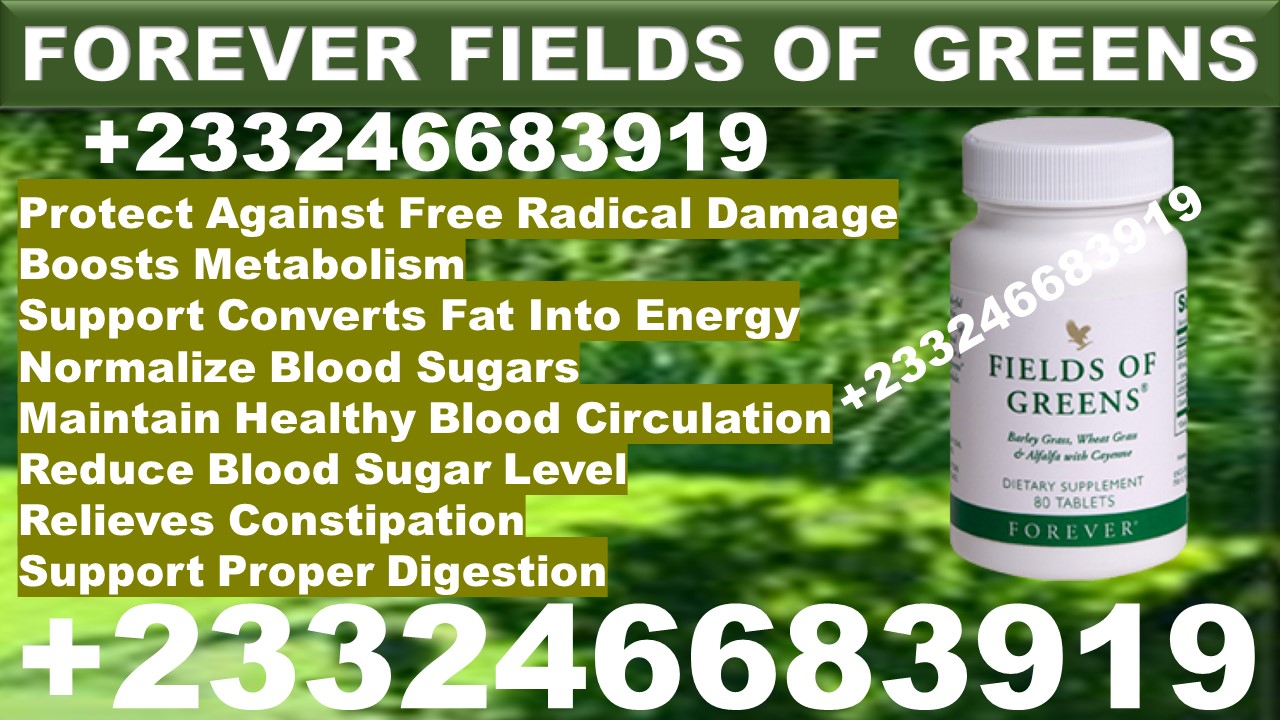 FOREVER FIELDS OF GREENS
+233246683919
Protect Against Free Radical Damage
Boosts Metabolism
Support Converts Fat Into Energy
Normalize Blood Sugars
Maintain Healthy Blood Circulation
Reduce Blood Sugar Level
Relieves Constipation
Support Proper Digestion
+233246683919
FIELDS OF
GREENS®
Barley Grass, Wheat Grass
& Alfalfa with Cayenne
DIETARY SUPPLEMENT
80 TABLETS
FOREVER®
+233246683919